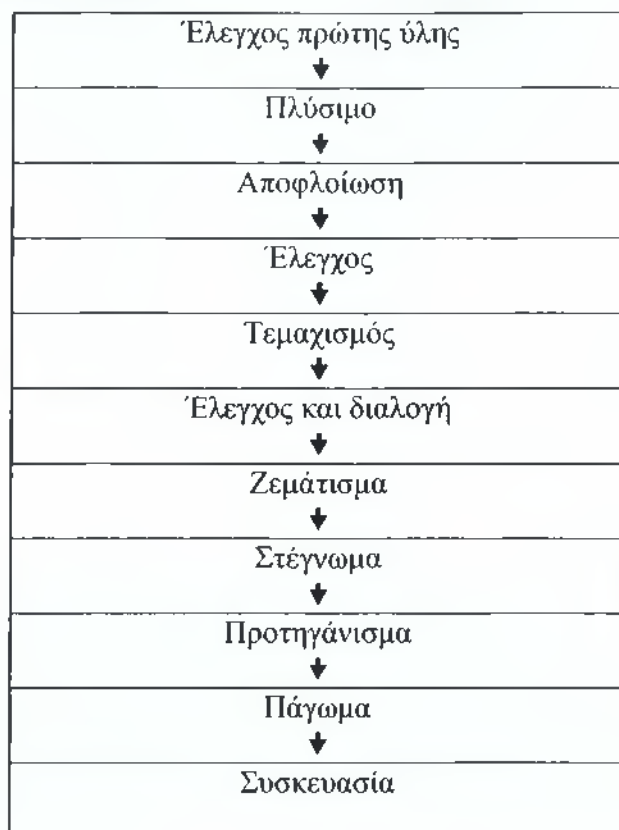 Έλεγχος πρώτης ύλης
Πλύσιμο
Αποφλοίωση
Έλεγχος
Τεμαχισμός
Έλεγχος και διαλογή
Ζεμάτισμα
Στέγνωμα
Προτηγάνισμα
Πάγωμα
Συσκευασία